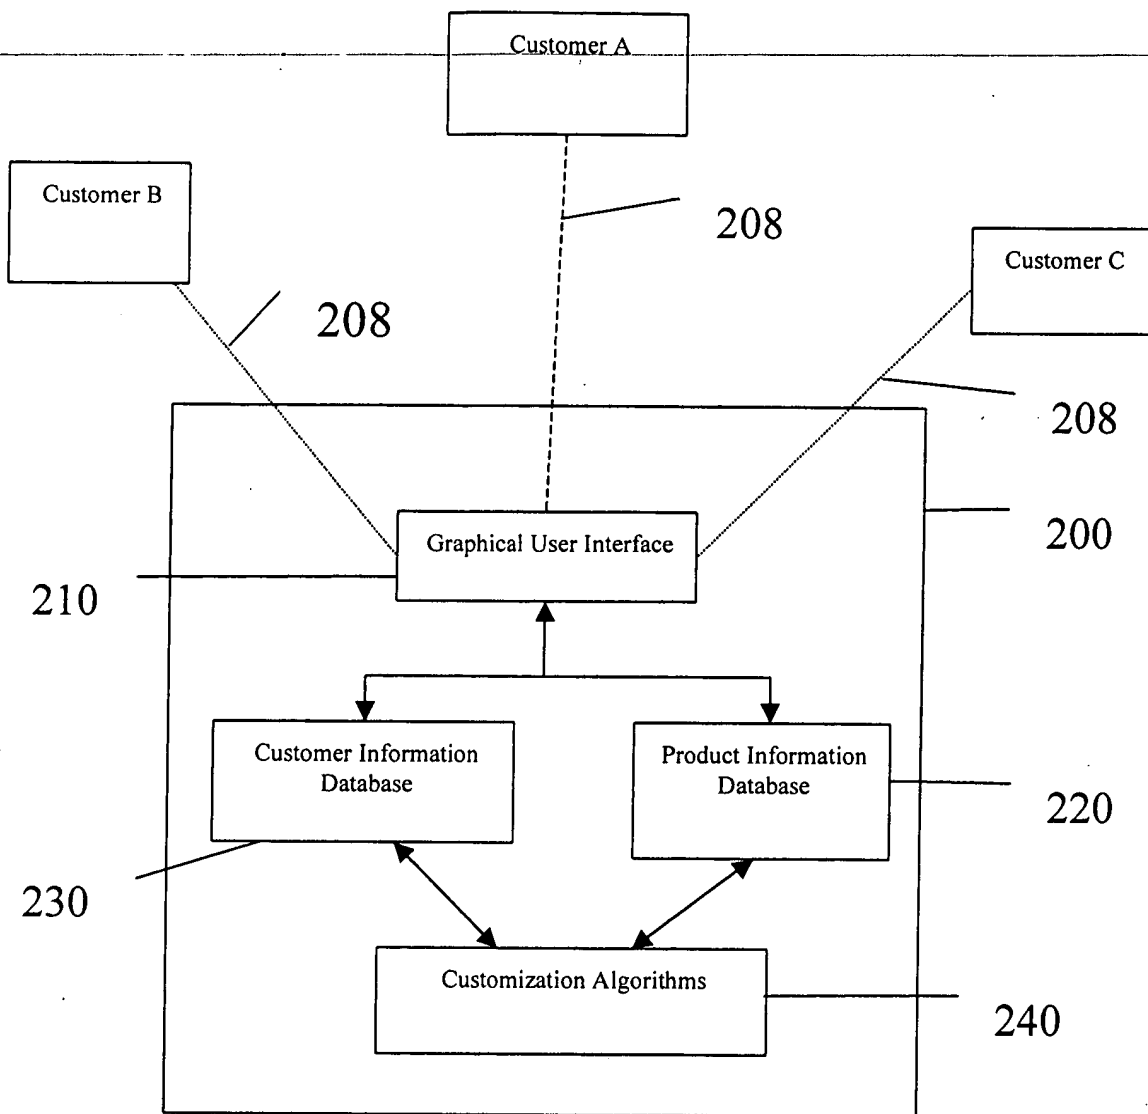 Customer A
Customer B
208
Customer C
208
208
200
Graphical User Interface
210
Customer Information
Database
Product Information
Database
220
230
Customization Algorithms
240